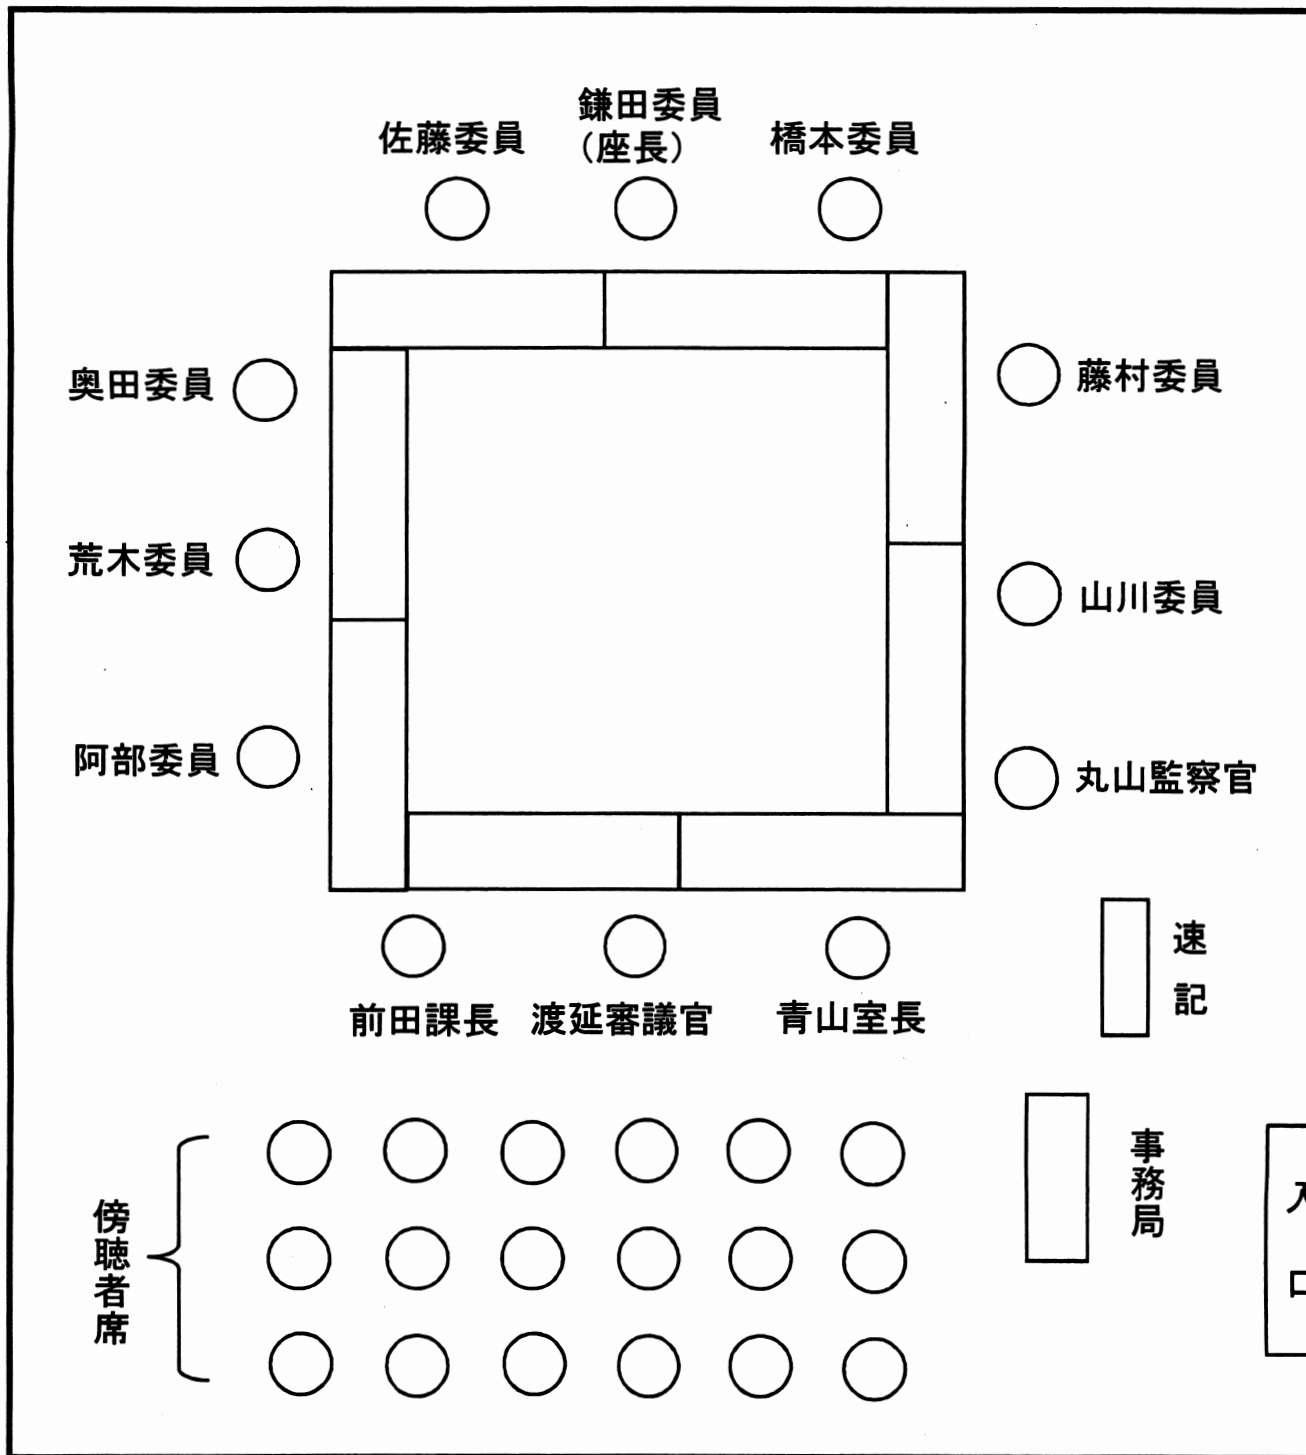 鎌田委員
佐藤委員
(座長)
橋本委員
奥田委員
藤村委員
荒木委員
山川委員
阿部委員
丸山監察官
速記
前田課長
渡延審議官
青山室長
事務局
傍聴者席
入口